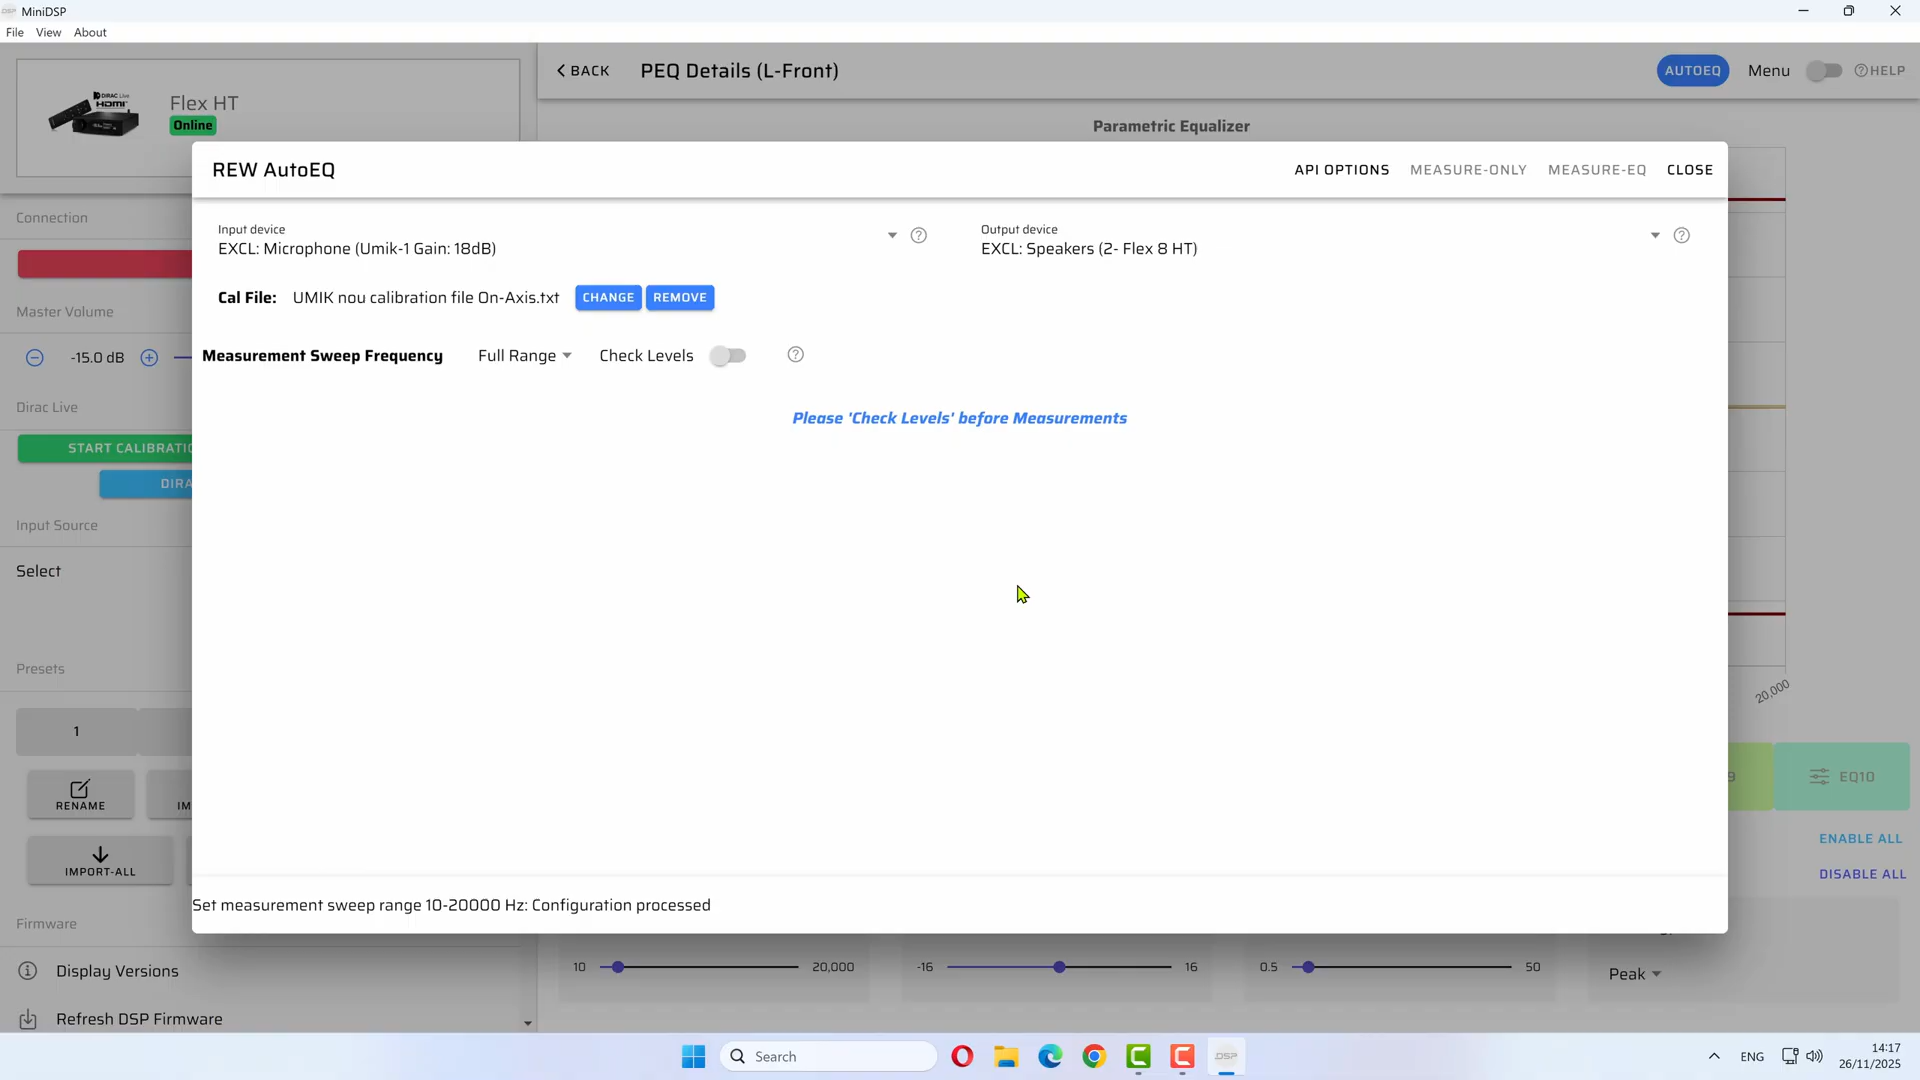 MiniDSP
File View About
Flex HT
Online
BACK PEQ Details (L-Front) AUTOEQ Menu HELP
Parametric Equalizer
REW AutoEQ API OPTIONS MEASURE-ONLY MEASURE-EQ CLOSE
Connection
Input device
EXCL: Microphone (Umik-1 Gain: 18dB)
Output device
EXCL: Speakers (2- Flex 8 HT)
Cal File: UMIK nou calibration file On-Axis.txt CHANGE REMOVE
Master Volume
-15.0 dB
Measurement Sweep Frequency Full Range Check Levels
Please 'Check Levels' before Measurements
Dirac Live
START CALIBRATIO
DIRA
Input Source
Select
Presets
20,000
1
9 EQ10
RENAME IM
IMPORT-ALL
ENABLE ALL
DISABLE ALL
Set measurement sweep range 10-20000 Hz: Configuration processed
Firmware
Display Versions
Refresh DSP Firmware
10 20,000 -16 16 0.5 50 Peak
Search
ENG
14:17
26/11/2025